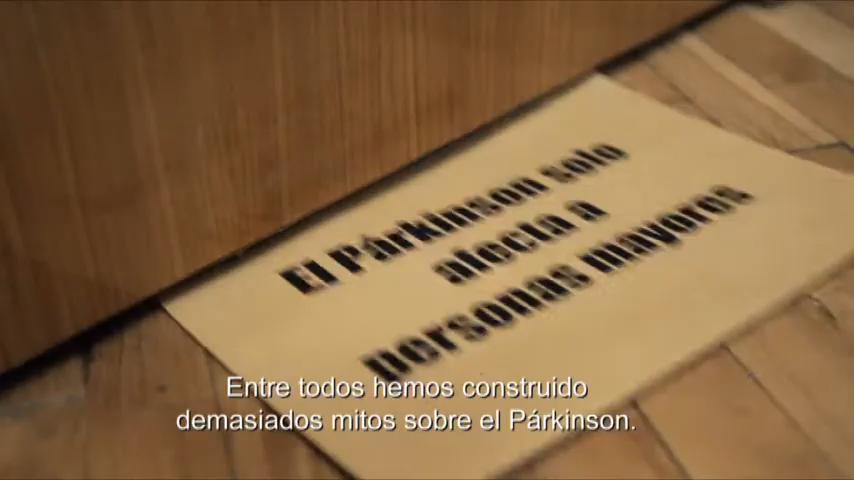 El Párkinson solo
afecta a
personas mayores
Entre todos hemos construido
demasiados mitos sobre el Párkinson.